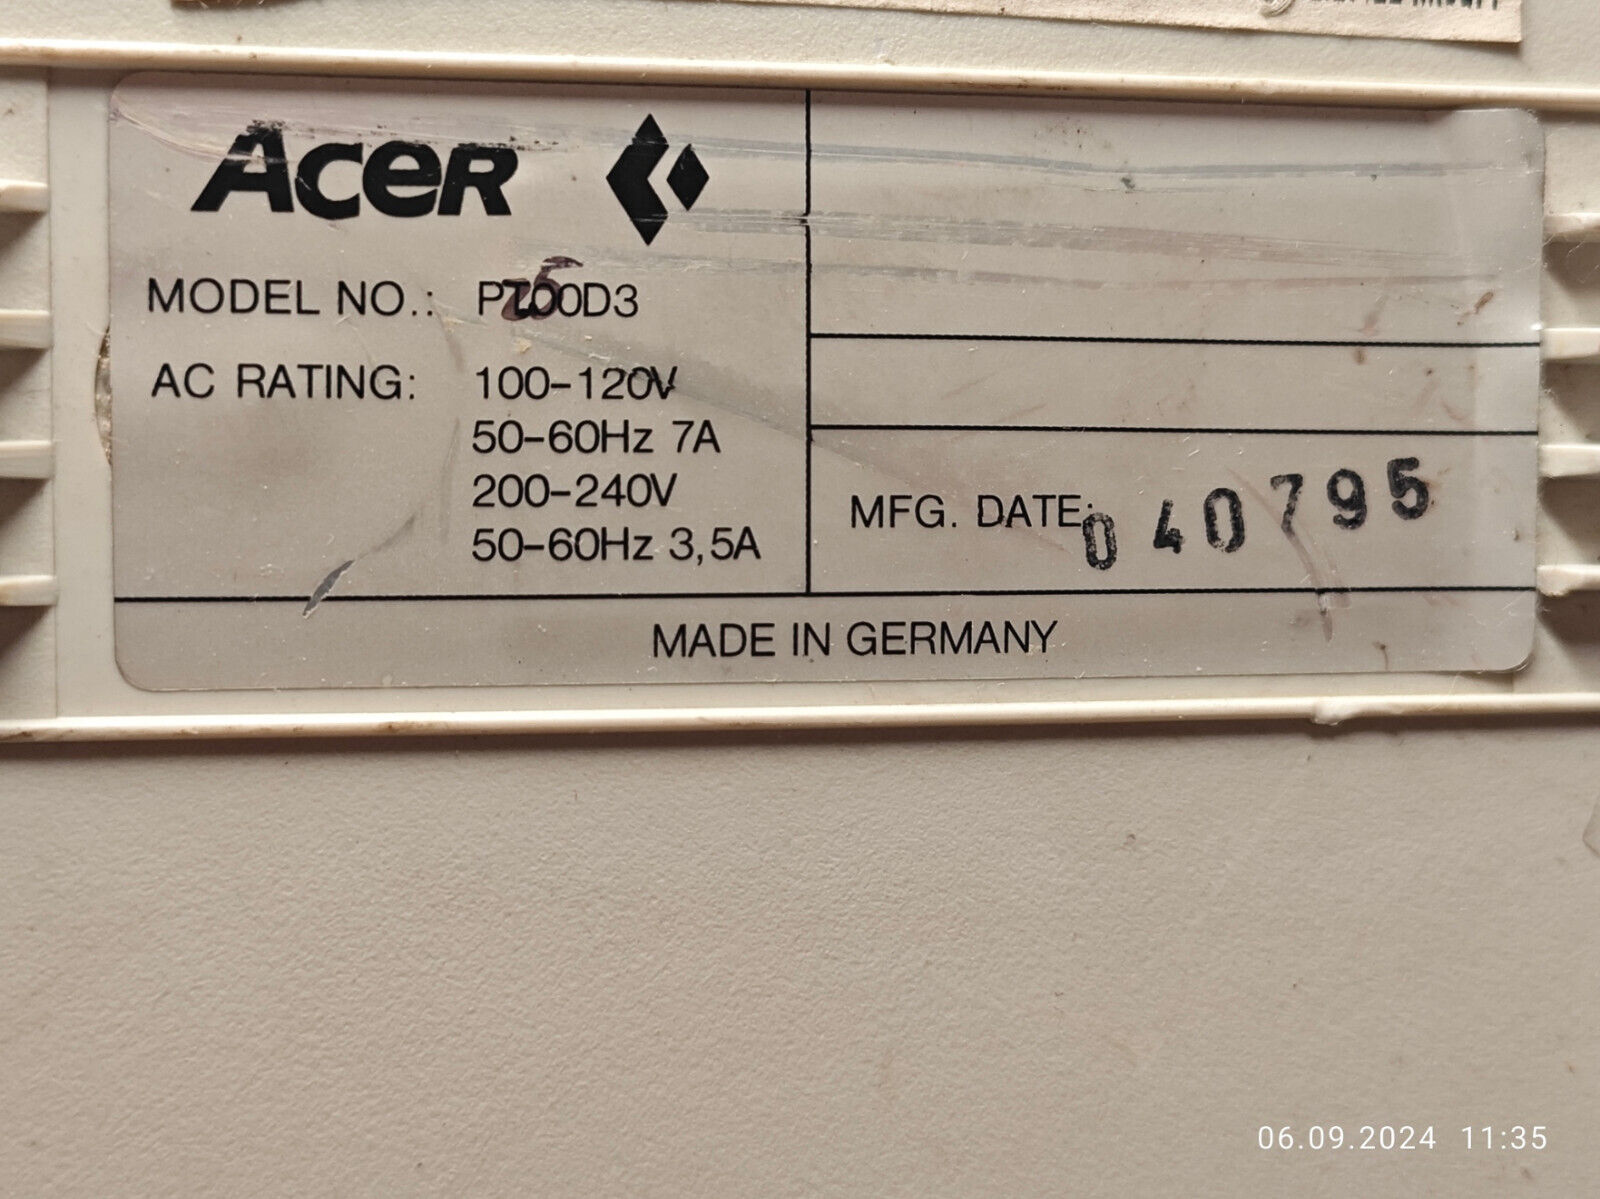 Acer
MODEL NO.: P100D3
AC RATING: 100-120V
50-60Hz 7A
200-240V
50-60Hz 3,5A
MFG. DATE: 040795
MADE IN GERMANY
06.09.2024 11:35